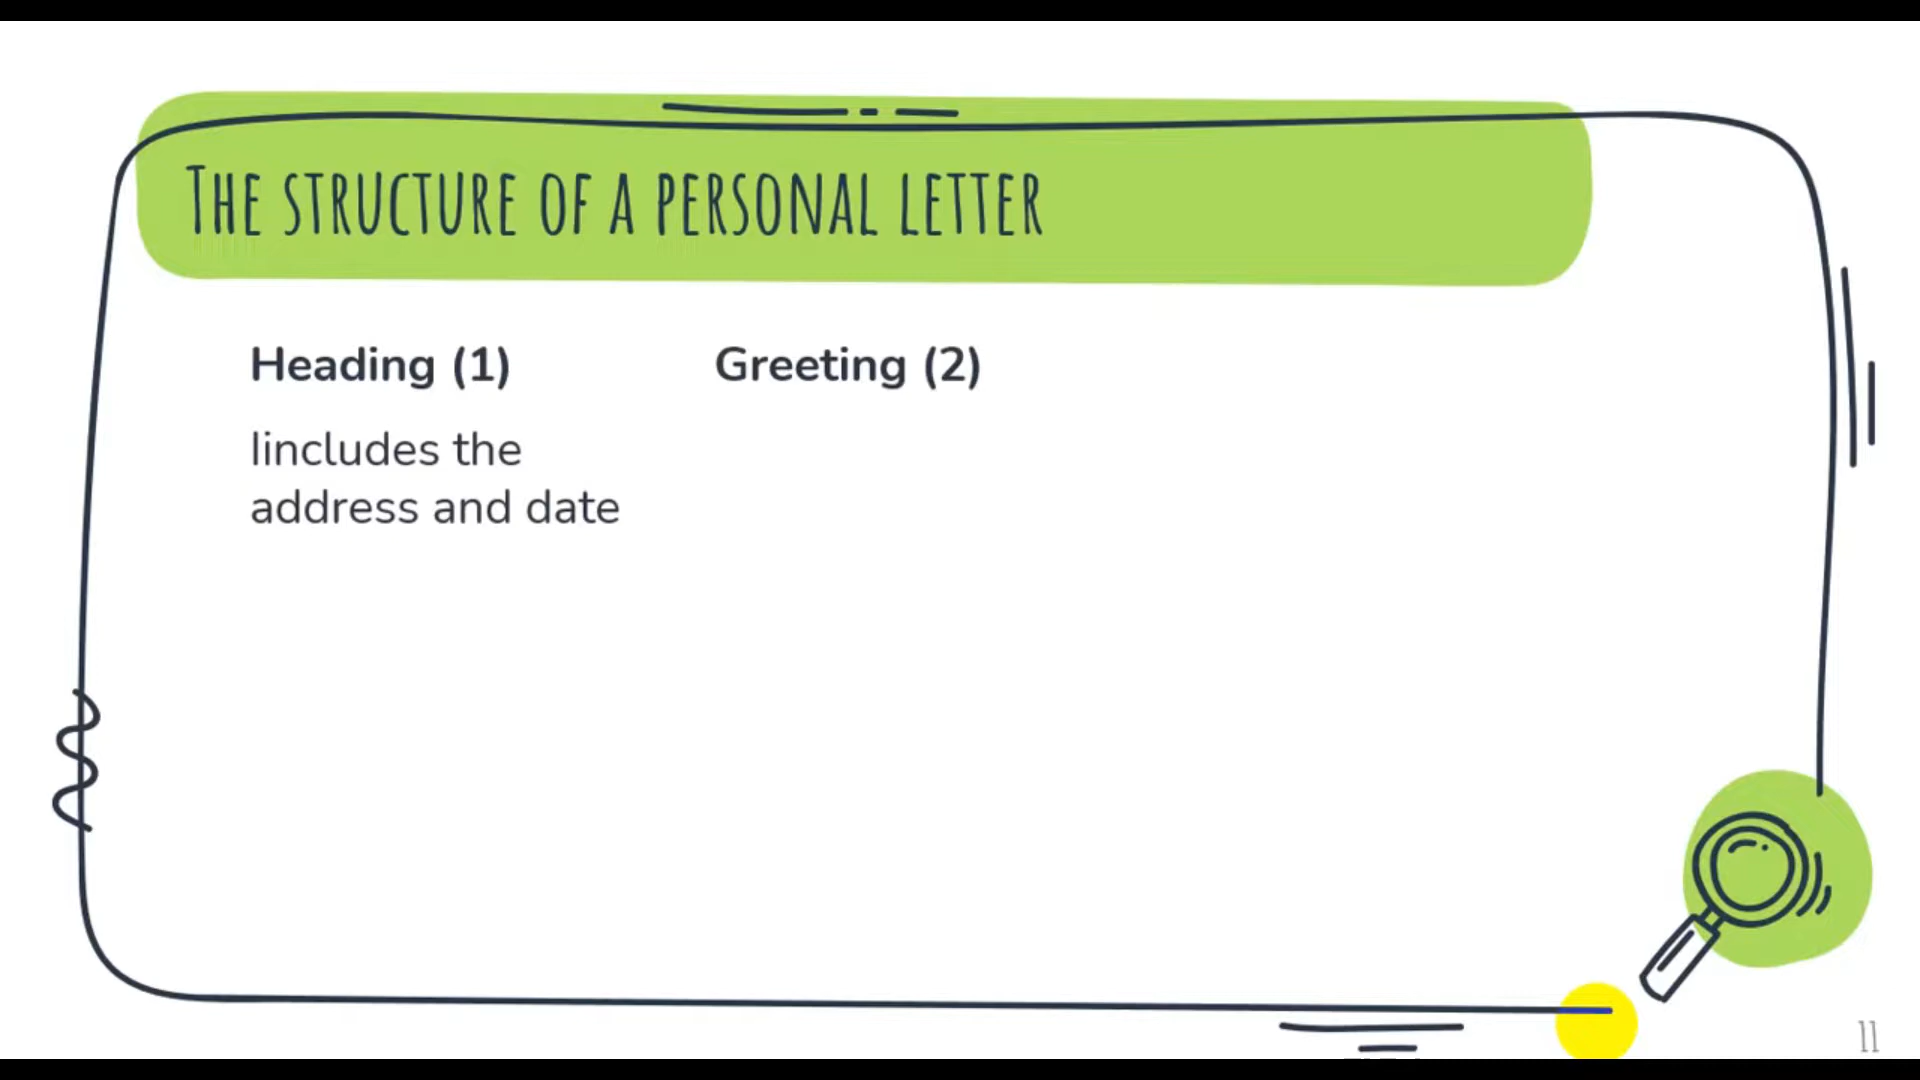 The structure of a personal letter
Heading (1)
Iincludes the
address and date
Greeting (2)
11